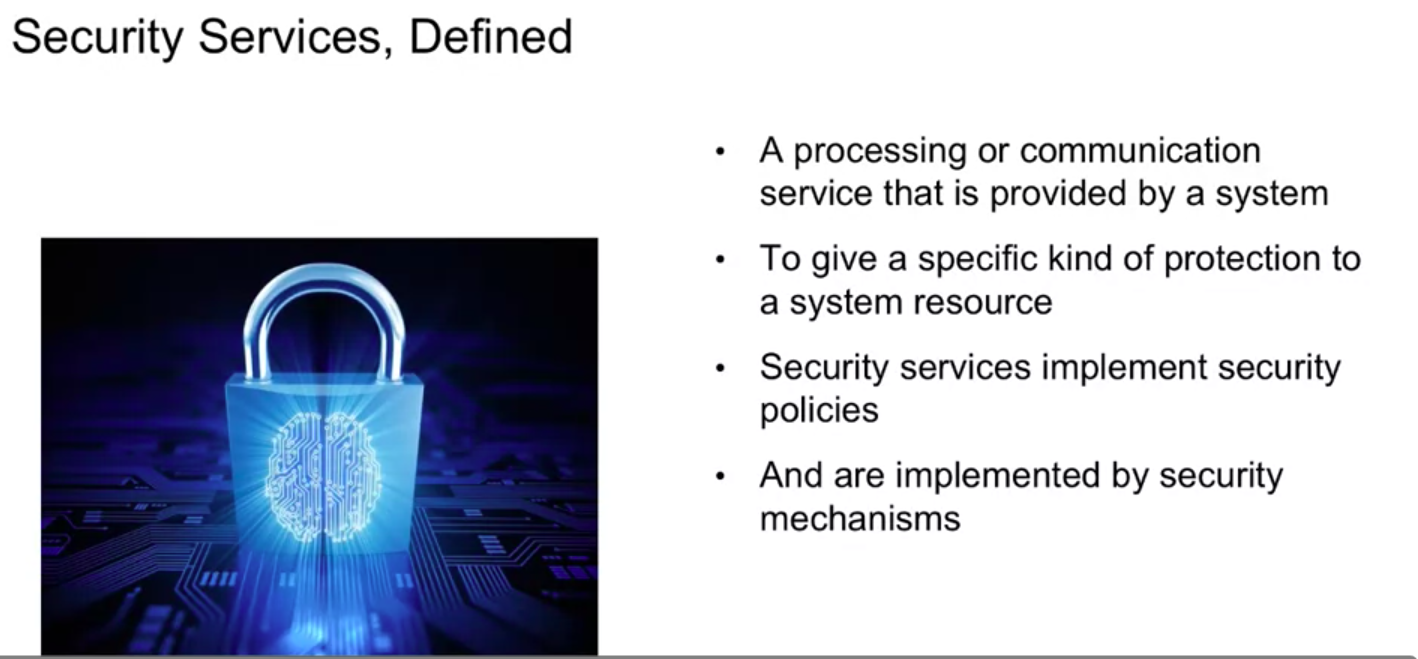 Security Services, Defined
• A processing or communication
service that is provided by a system
• To give a specific kind of protection to
a system resource
• Security services implement security
policies
• And are implemented by security
mechanisms